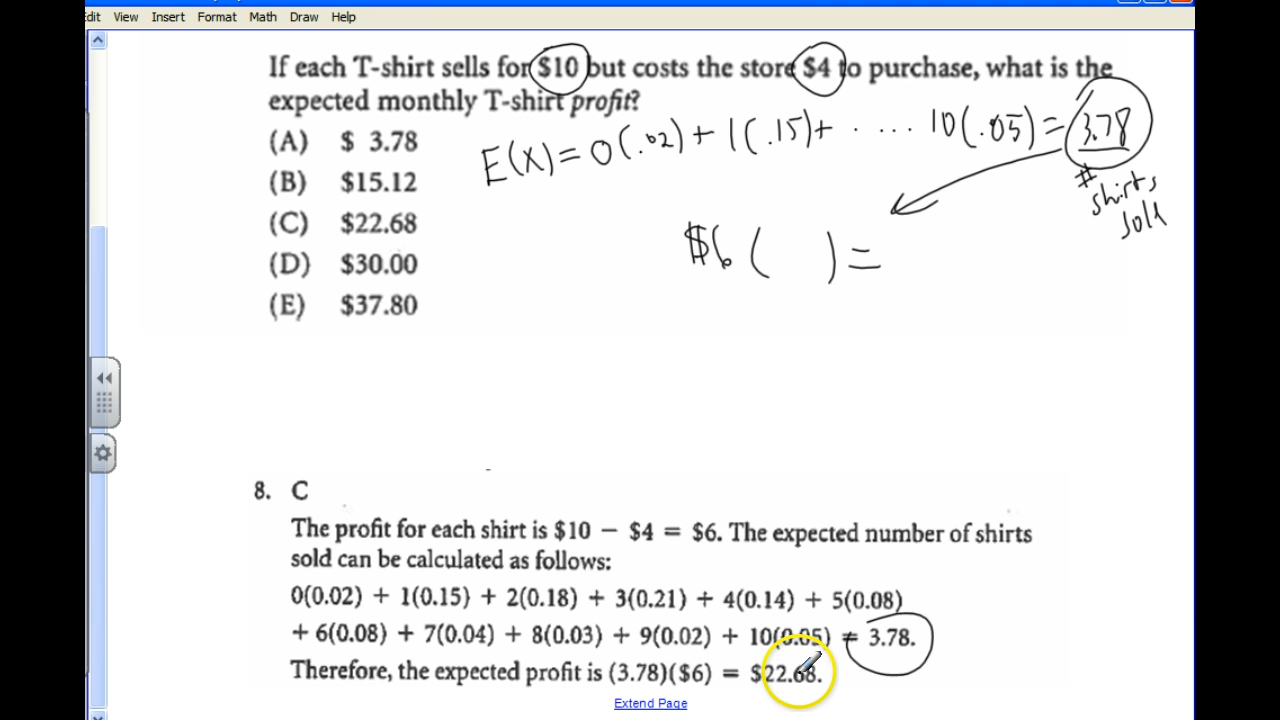 dit View Insert Format Math Draw Help
If each T-shirt sells for $10 but costs the store $4 to purchase, what is the
expected monthly T-shirt profit?
(A) $ 3.78
(B) $15.12
(C) $22.68
(D) $30.00
(E) $37.80
E(X) = 0(.02) + 1(.15) + · .... 10(.05) = 3.78
# shirts
sold
$6 (    ) =
8. C
The profit for each shirt is $10 − $4 = $6. The expected number of shirts
sold can be calculated as follows:
0(0.02) + 1(0.15) + 2(0.18) + 3(0.21) + 4(0.14) + 5(0.08)
+ 6(0.08) + 7(0.04) + 8(0.03) + 9(0.02) + 10(0.05) = 3.78.
Therefore, the expected profit is (3.78)($6) = $22.68.
Extend Page